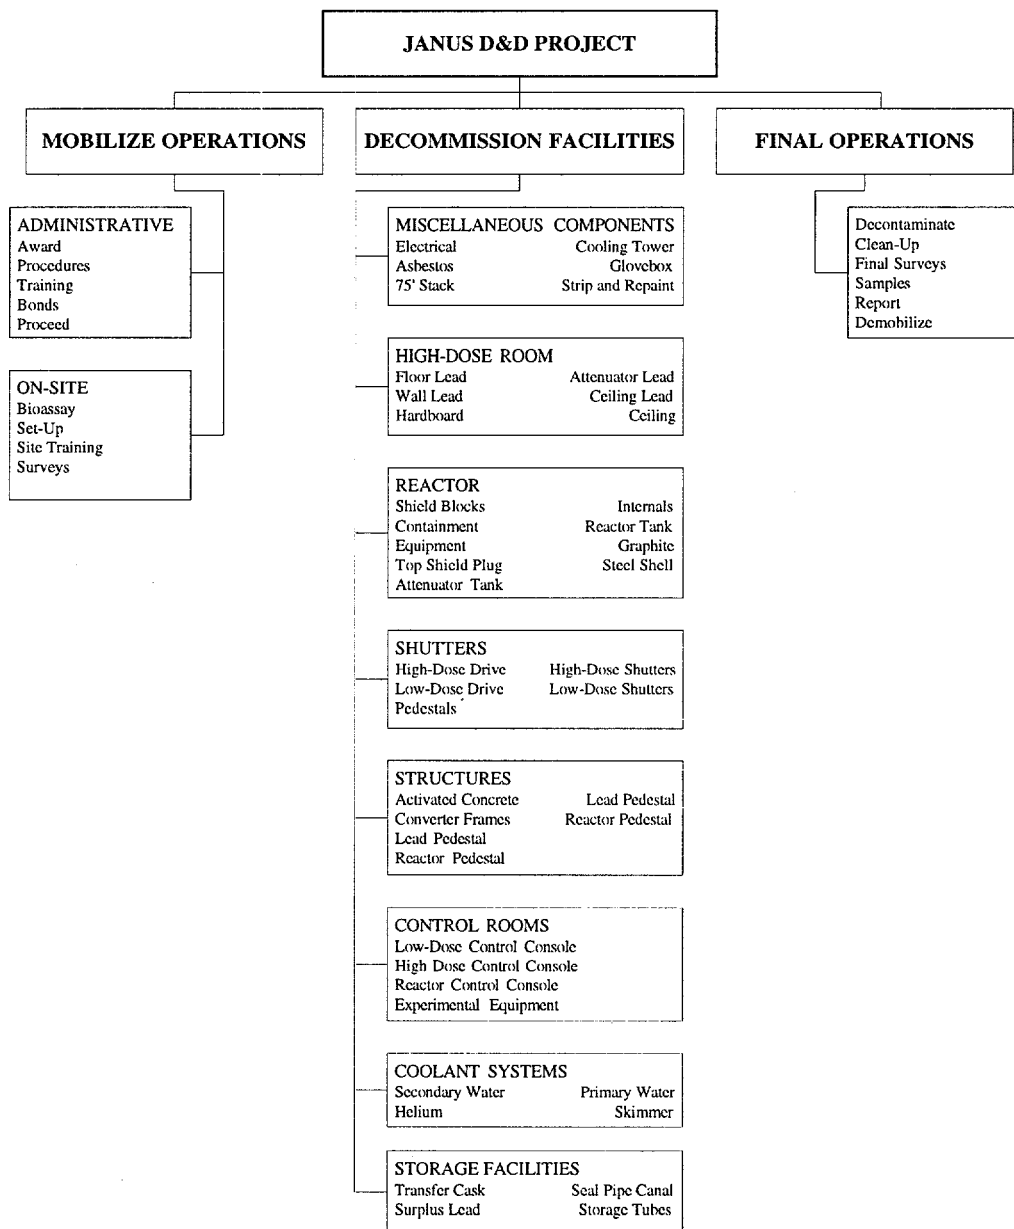 JANUS D&D PROJECT
MOBILIZE OPERATIONS
DECOMMISSION FACILITIES
FINAL OPERATIONS
ADMINISTRATIVE
Award
Procedures
Training
Bonds
Proceed
ON-SITE
Bioassay
Set-Up
Site Training
Surveys
MISCELLANEOUS COMPONENTS
Electrical Cooling Tower
Asbestos Glovebox
75' Stack Strip and Repaint
HIGH-DOSE ROOM
Floor Lead Attenuator Lead
Wall Lead Ceiling Lead
Hardboard Ceiling
REACTOR
Shield Blocks Internals
Containment Reactor Tank
Equipment Graphite
Top Shield Plug Steel Shell
Attenuator Tank
SHUTTERS
High-Dose Drive High-Dose Shutters
Low-Dose Drive Low-Dose Shutters
Pedestals
STRUCTURES
Activated Concrete Lead Pedestal
Converter Frames Reactor Pedestal
Lead Pedestal
Reactor Pedestal
CONTROL ROOMS
Low-Dose Control Console
High Dose Control Console
Reactor Control Console
Experimental Equipment
COOLANT SYSTEMS
Secondary Water Primary Water
Helium Skimmer
STORAGE FACILITIES
Transfer Cask Seal Pipe Canal
Surplus Lead Storage Tubes
Decontaminate
Clean-Up
Final Surveys
Samples
Report
Demobilize